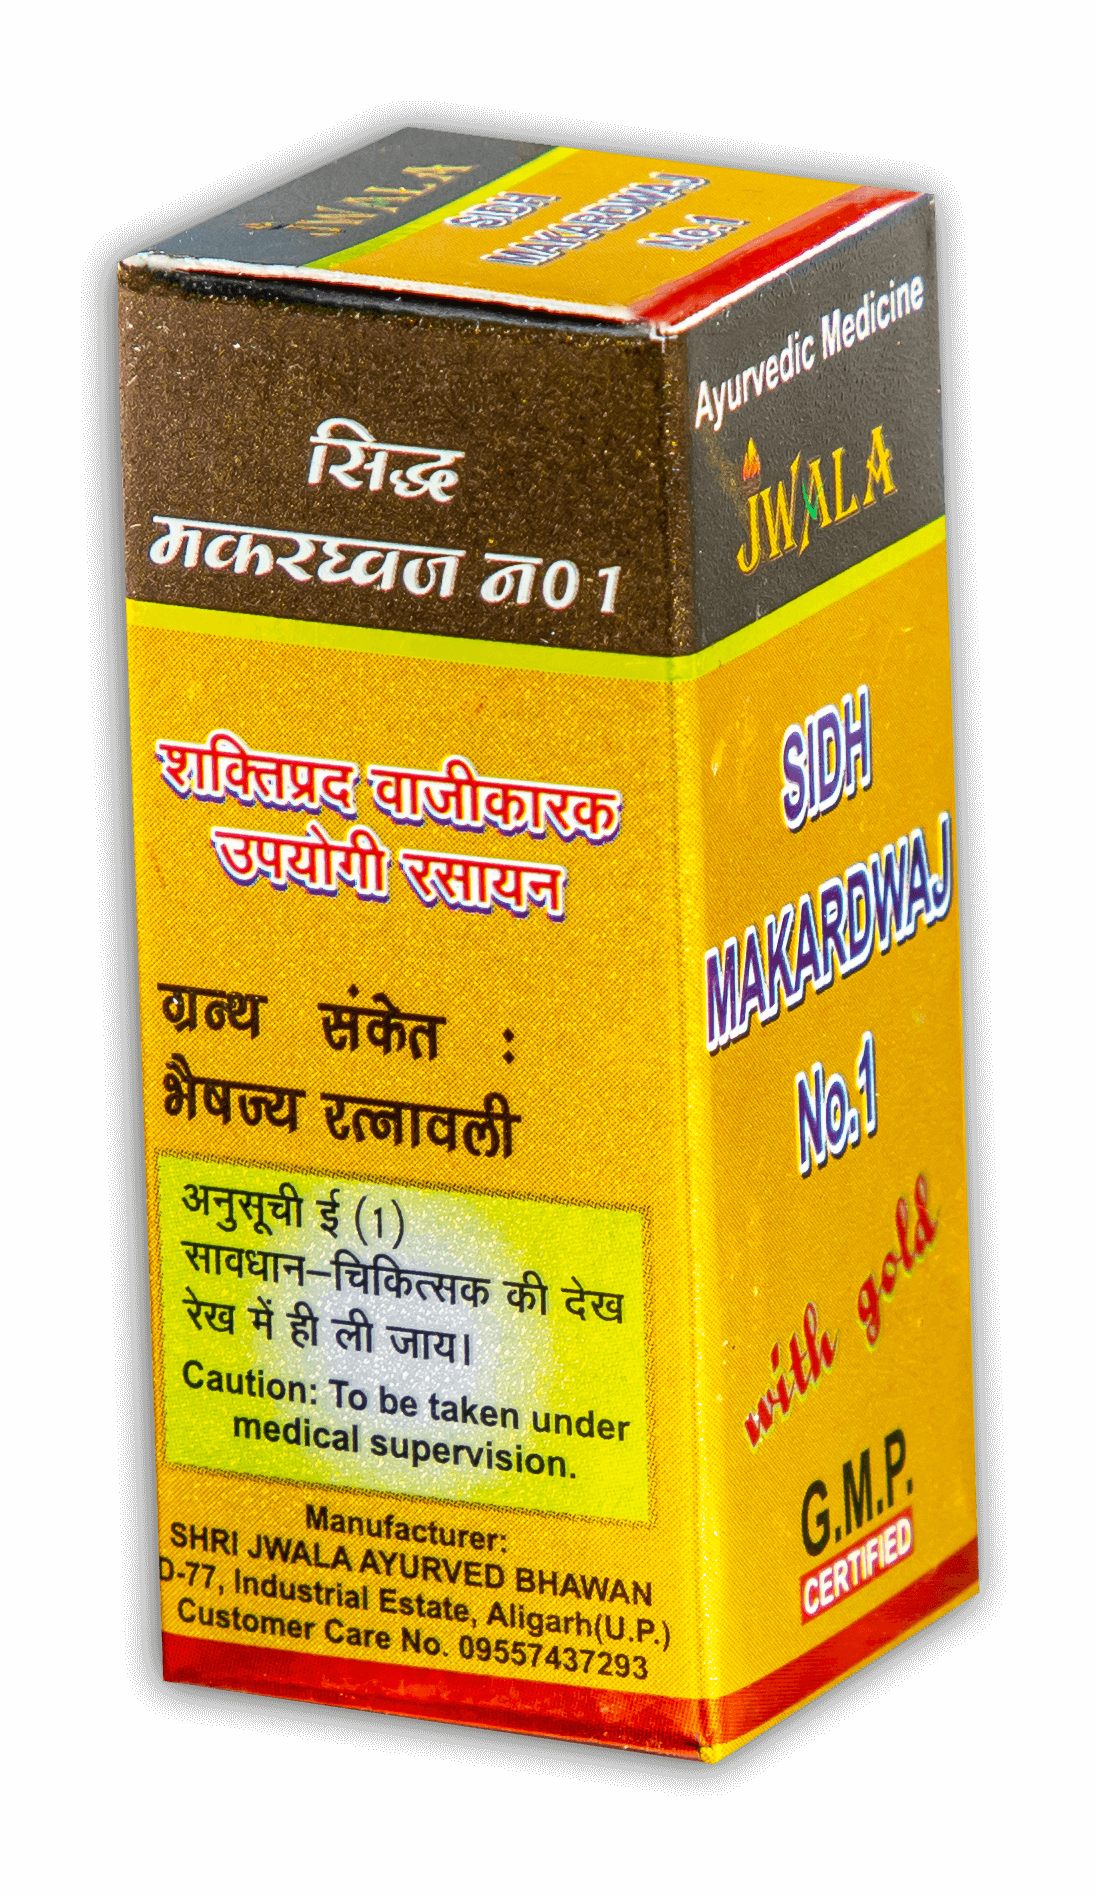 JWALA
SIDH
MAKARDWAJ
No.1
सिद्ध
मकरध्वज न0 1
शक्तिप्रद वाजीकारक
उपयोगी रसायन
ग्रन्थ संकेत :
भैषज्य रत्नावली
अनुसूची ई (1)
सावधान–चिकित्सक की देख
रेख में ही ली जाय।
Caution: To be taken under
medical supervision.
Manufacturer:
SHRI JWALA AYURVED BHAWAN
D-77, Industrial Estate, Aligarh(U.P.)
Customer Care No. 09557437293
Ayurvedic Medicine
JWALA
SIDH
MAKARDWAJ
No.1
with gold
G.M.P.
CERTIFIED